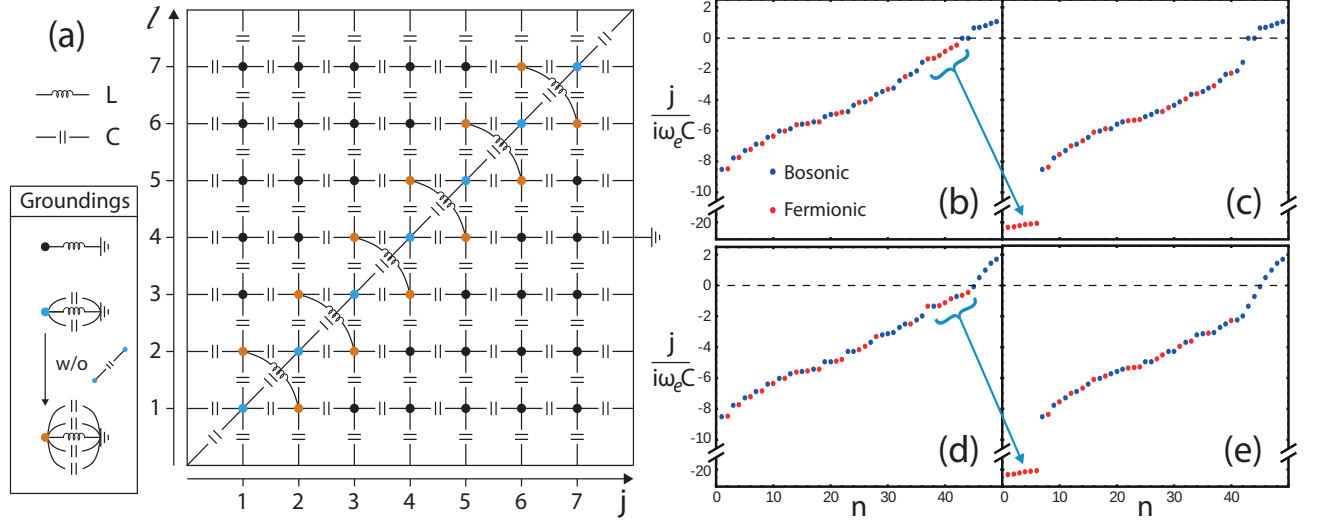 (a)
l
L
C
Groundings
w/o
7
6
5
4
3
2
1
1 2 3 4 5 6 7 j
2
0
-2
-4
-6
-8
-10
-20
j
iωₑC
Bosonic
Fermionic
(b)
(c)
2
0
-2
-4
-6
-8
-10
-20
j
iωₑC
(d)
(e)
0 10 20 30 40
0 10 20 30 40
n
n